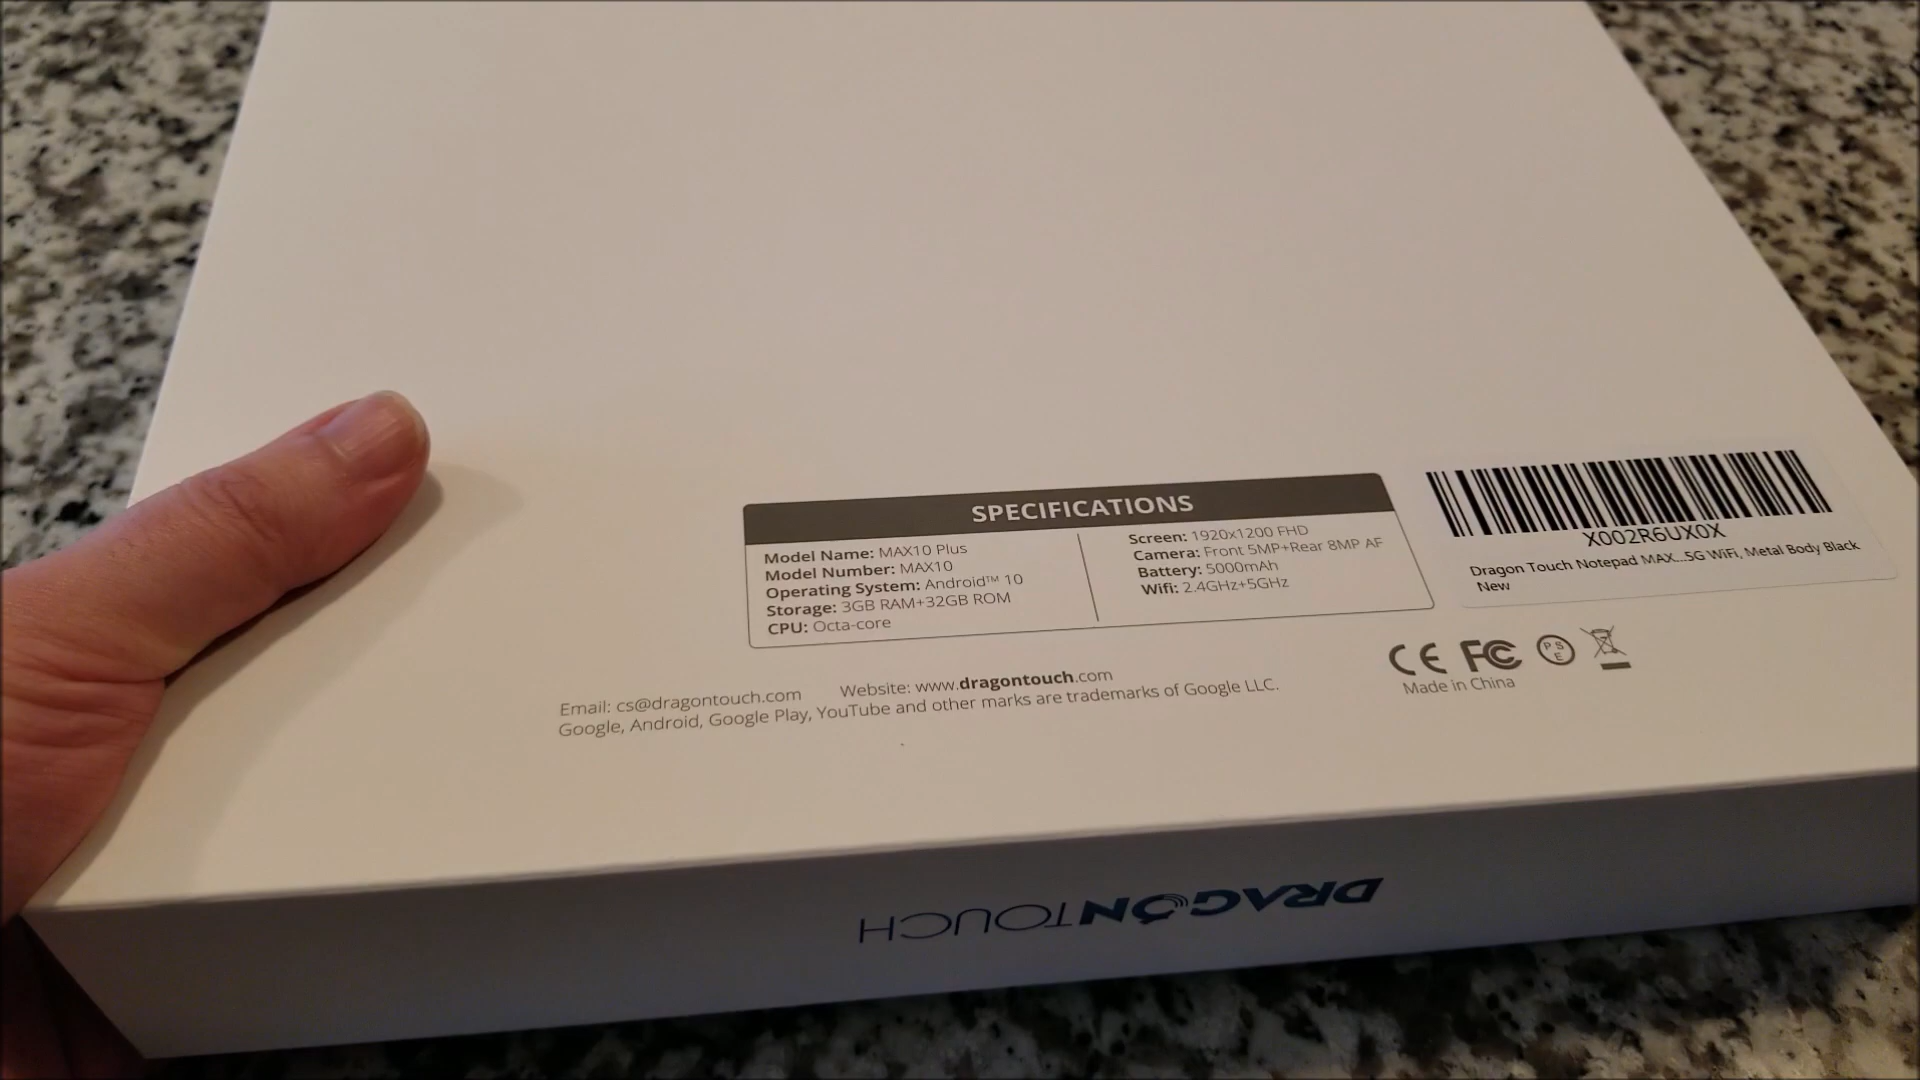 SPECIFICATIONS
Model Name: MAX10 Plus
Model Number: MAX10
Operating System: Android™ 10
Storage: 3GB RAM+32GB ROM
CPU: Octa-core
Screen: 1920x1200 FHD
Camera: Front 5MP+Rear 8MP AF
Battery: 5000mAh
Wifi: 2.4GHz+5GHz
X002R6UX0X
Dragon Touch Notepad MAX...5G WiFi, Metal Body Black
New
Email: cs@dragontouch.com Website: www.dragontouch.com
Google, Android, Google Play, YouTube and other marks are trademarks of Google LLC.
CE FC PSE
Made in China
DRAGONTOUCH